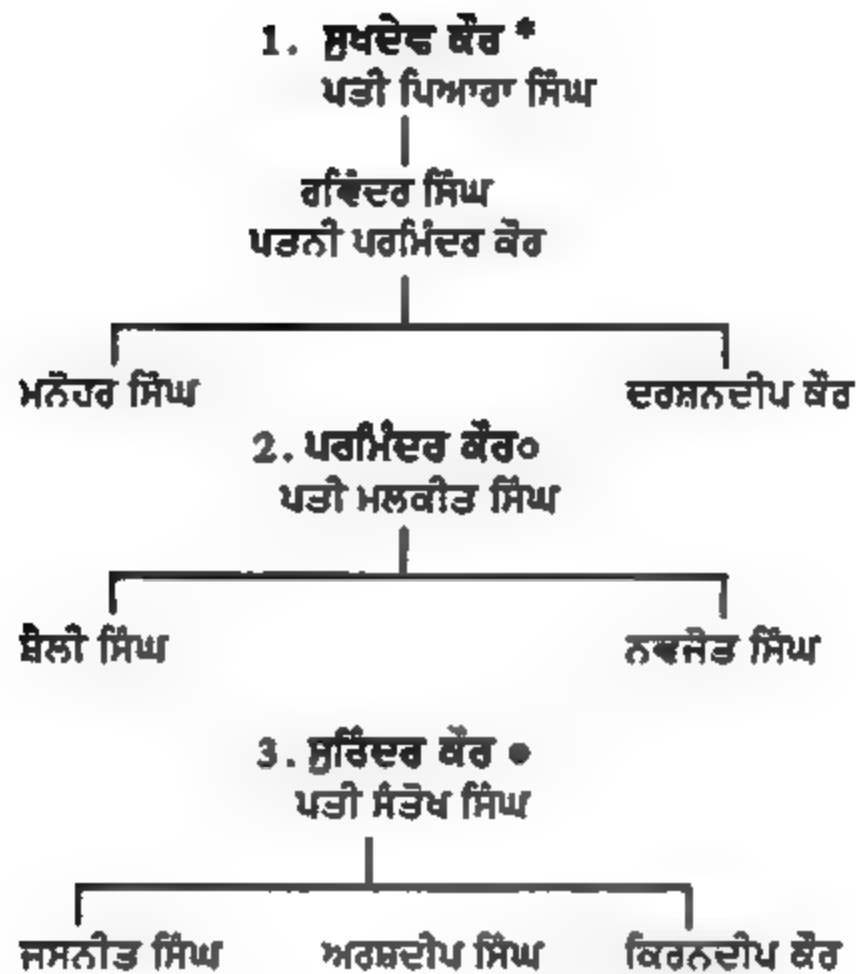 1. ਸੁਖਦੇਵ ਕੌਰ *
ਪਤੀ ਪਿਆਰਾ ਸਿੰਘ
ਰਵਿੰਦਰ ਸਿੰਘ
ਪਤਨੀ ਪਰਮਿੰਦਰ ਕੌਰ
ਮਨੋਹਰ ਸਿੰਘ ਦਰਸ਼ਨਦੀਪ ਕੌਰ
2. ਪਰਮਿੰਦਰ ਕੌਰ○
ਪਤੀ ਮਲਕੀਤ ਸਿੰਘ
ਸ਼ੈਲੀ ਸਿੰਘ ਨਵਜੋਤ ਸਿੰਘ
3. ਸੁਰਿੰਦਰ ਕੌਰ ●
ਪਤੀ ਸੰਤੋਖ ਸਿੰਘ
ਜਸਨੀਤ ਸਿੰਘ ਅਰਸ਼ਦੀਪ ਸਿੰਘ ਕਿਰਨਦੀਪ ਕੌਰ